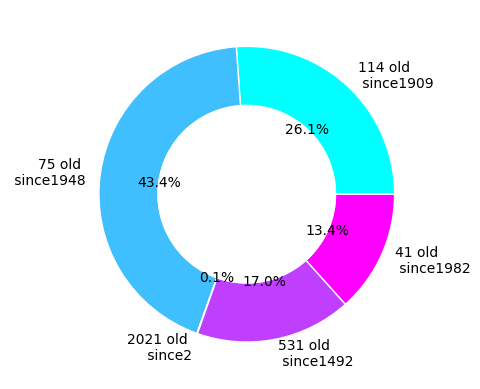 114 old
since1909
26.1%
75 old
since1948
43.4%
13.4%
41 old
since1982
0.1%
17.0%
2021 old
since2
531 old
since1492